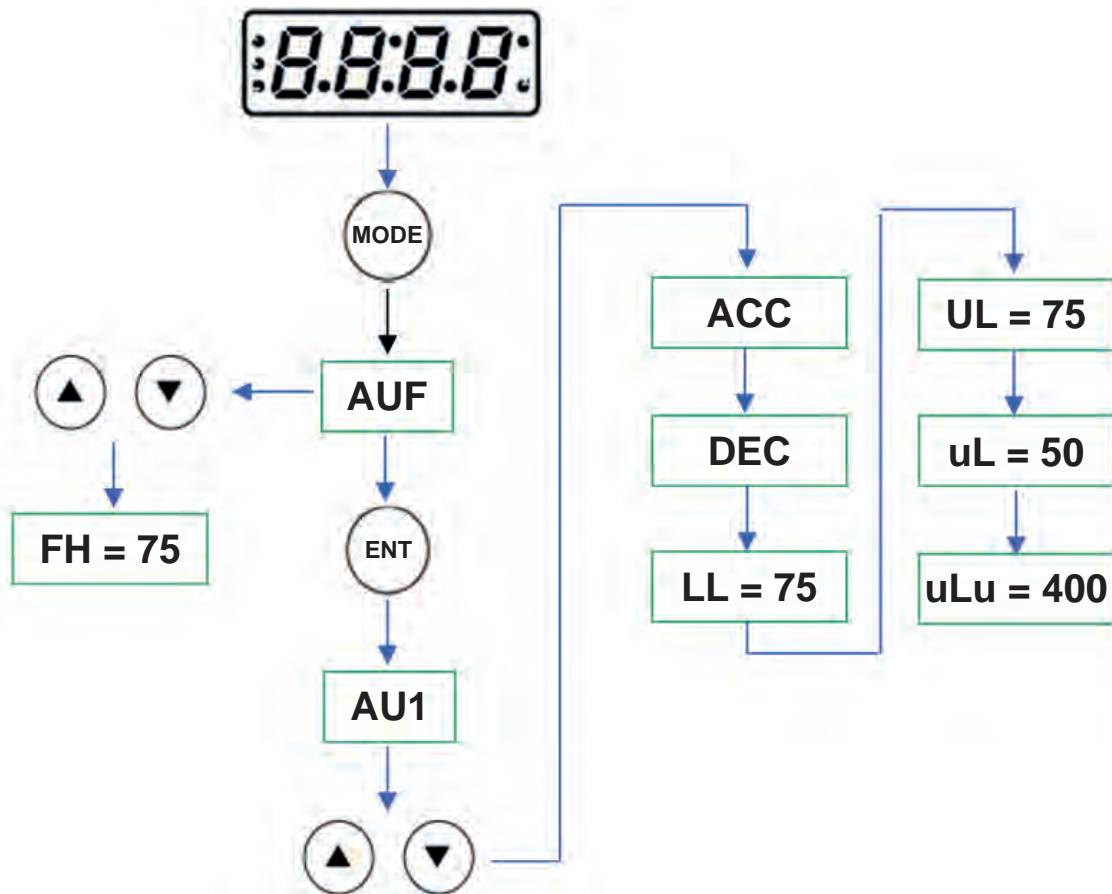 8.8.8.8
MODE
AUF
FH = 75
ENT
AU1
ACC
DEC
LL = 75
UL = 75
uL = 50
uLu = 400